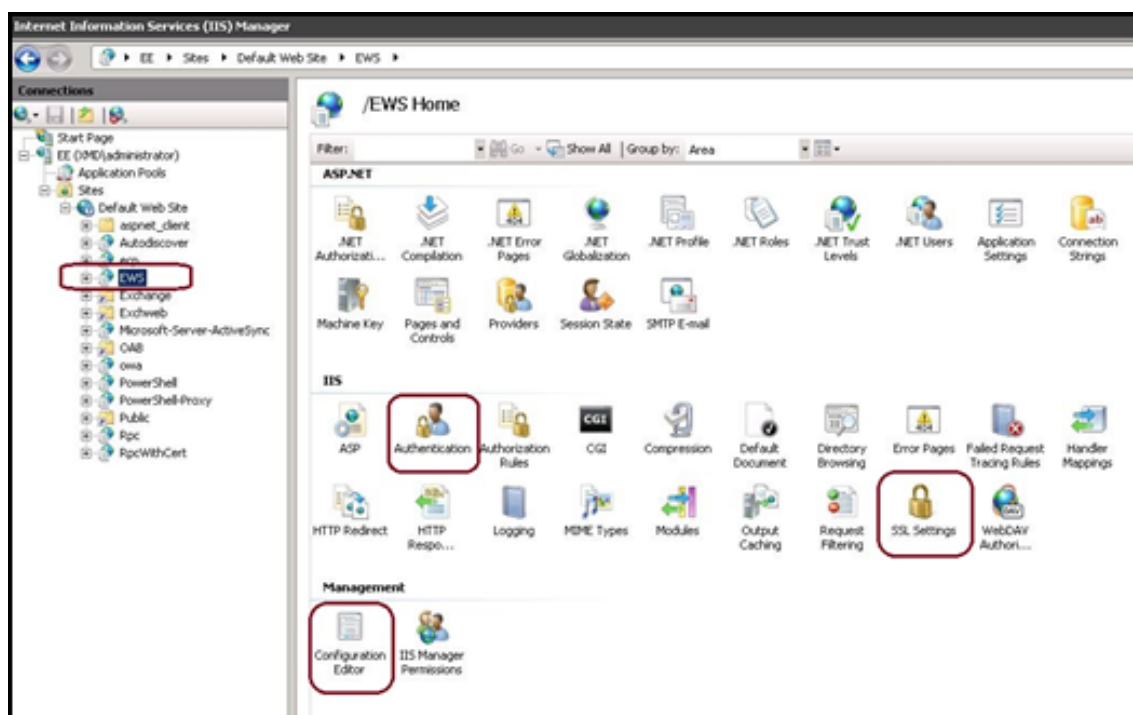 Internet Information Services (IIS) Manager
EE Sites Default Web Site EWS
Connections
Start Page
EE (XMD\administrator)
Application Pools
Sites
Default Web Site
aspnet_client
Autodiscover
ecp
EWS
Exchange
Exchweb
Microsoft-Server-ActiveSync
OAB
owa
PowerShell
PowerShell-Proxy
Public
Rpc
RpcWithCert
/EWS Home
Filter: Go Show All Group by: Area
ASP.NET
.NET Authorizati...
.NET Compilation
.NET Error Pages
.NET Globalization
.NET Profile
.NET Roles
.NET Trust Levels
.NET Users
Application Settings
Connection Strings
Machine Key
Pages and Controls
Providers
Session State
SMTP E-mail
IIS
ASP
Authentication
Authorization Rules
CGI
Compression
Default Document
Directory Browsing
Error Pages
Failed Request Tracing Rules
Handler Mappings
HTTP Redirect
HTTP Respo...
Logging
MIME Types
Modules
Output Caching
Request Filtering
SSL Settings
WebDAV Authori...
Management
Configuration Editor
IIS Manager Permissions